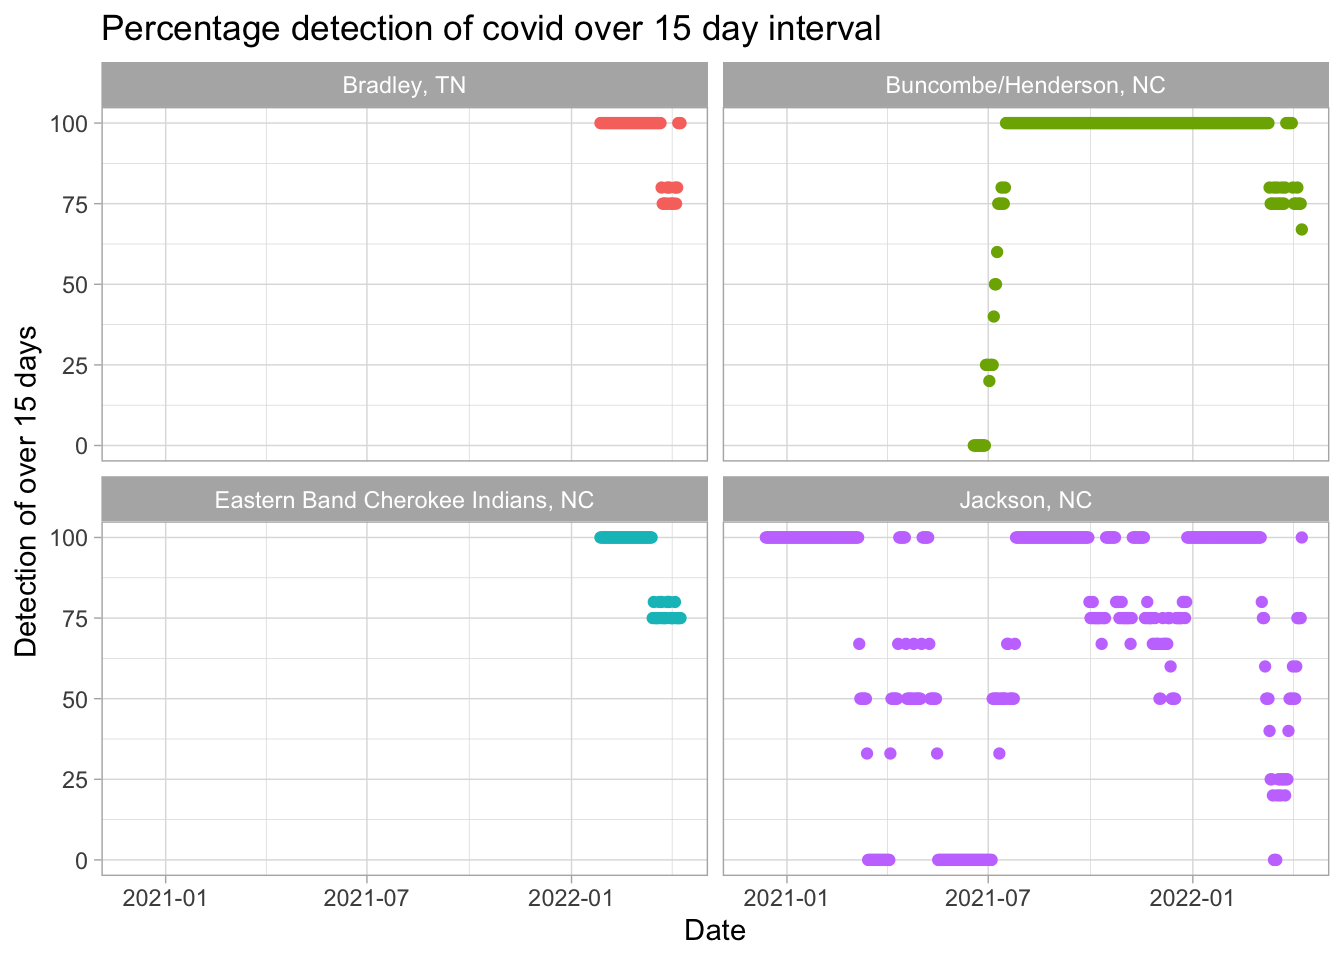 Percentage detection of covid over 15 day interval
Bradley, TN
Buncombe/Henderson, NC
100
75
50
25
0
Eastern Band Cherokee Indians, NC
Jackson, NC
100
75
50
25
0
Detection of over 15 days
2021-01 2021-07 2022-01 2021-01 2021-07 2022-01
Date